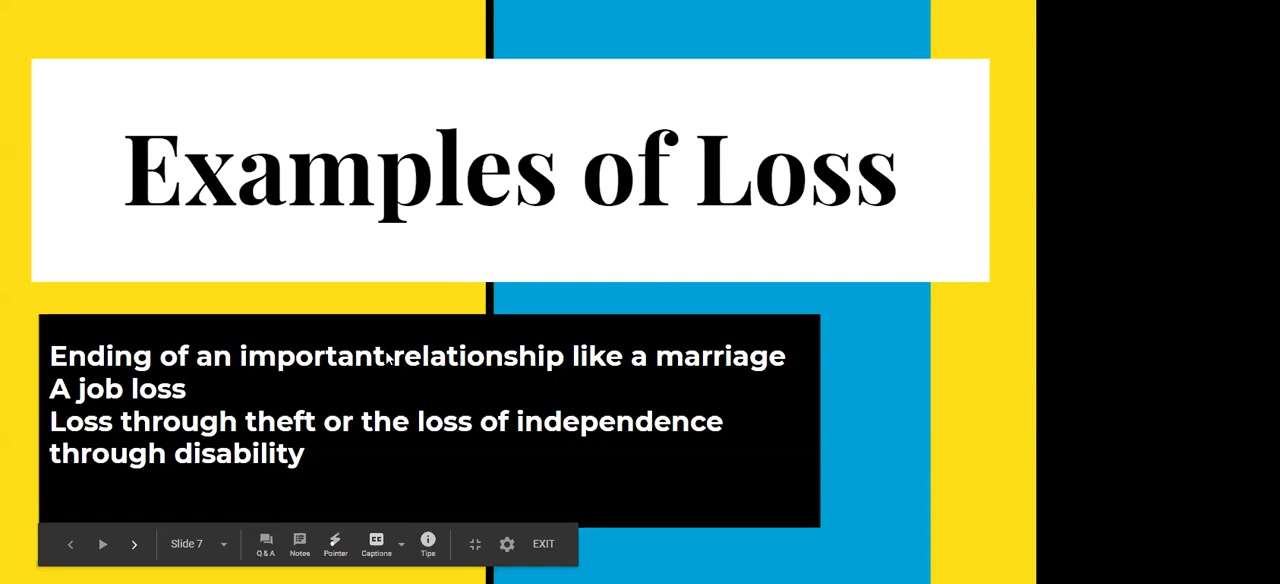 Examples of Loss
Ending of an important relationship like a marriage
A job loss
Loss through theft or the loss of independence
through disability
Slide 7
Q & A
Notes
Pointer
CC
Captions
Tips
EXIT